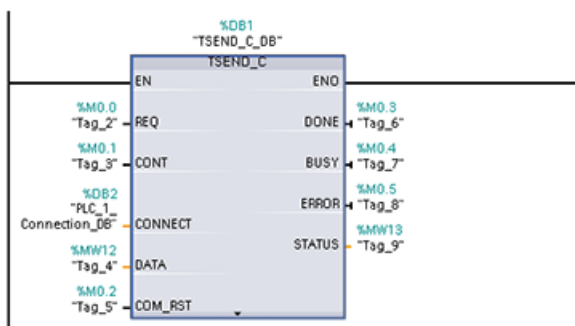 %DB1
"TSEND_C_DB"
TSEND_C
EN ENO
%M0.0 %M0.3
"Tag_2" REQ DONE "Tag_6"
%M0.1 %M0.4
"Tag_3" CONT BUSY "Tag_7"
%DB2 %M0.5
"PLC_1_ ERROR "Tag_8"
Connection_DB" CONNECT
%MW13
STATUS "Tag_9"
%MW12
"Tag_4" DATA
%M0.2
"Tag_5" COM_RST